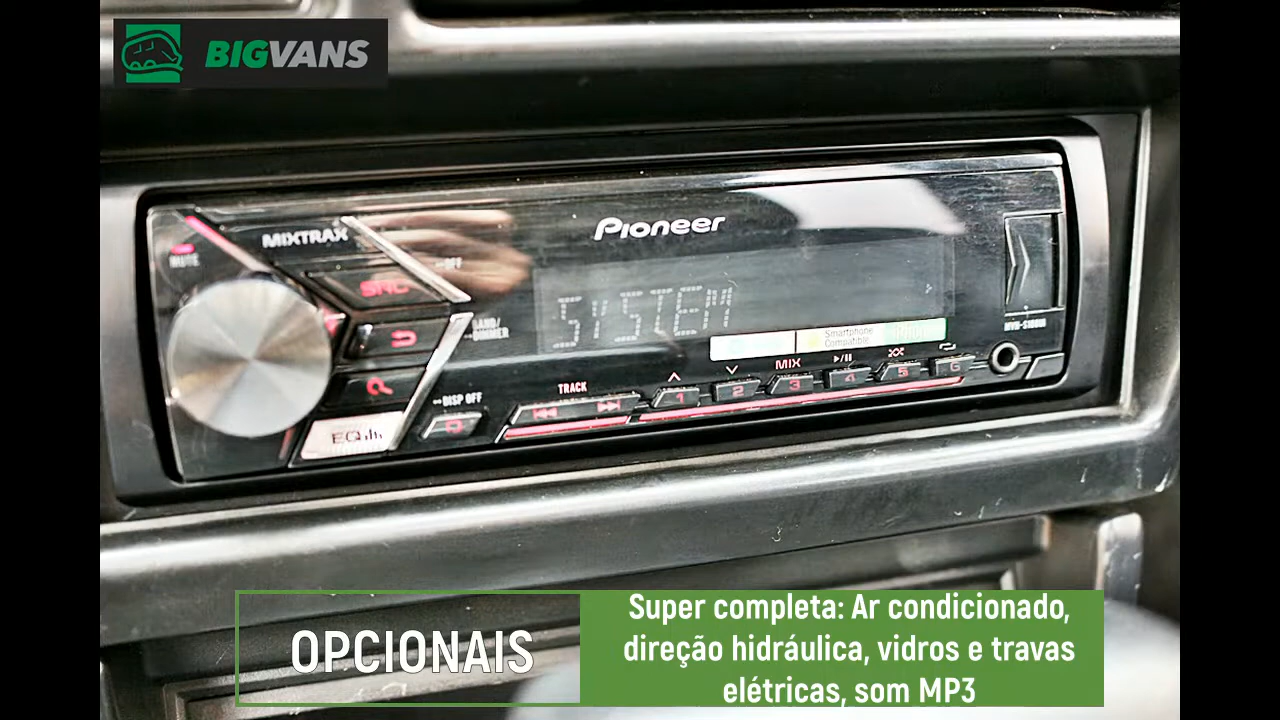 BIGVANS
Pioneer
MIXTRAX
MUTE
SRC
OFF
BAND/
DIMMER
SYSTEM
Smartphone
Compatible
MIX
TRACK
DISP OFF
1 2 3 4 5 6
EQ
OPCIONAIS
Super completa: Ar condicionado,
direção hidráulica, vidros e travas
elétricas, som MP3